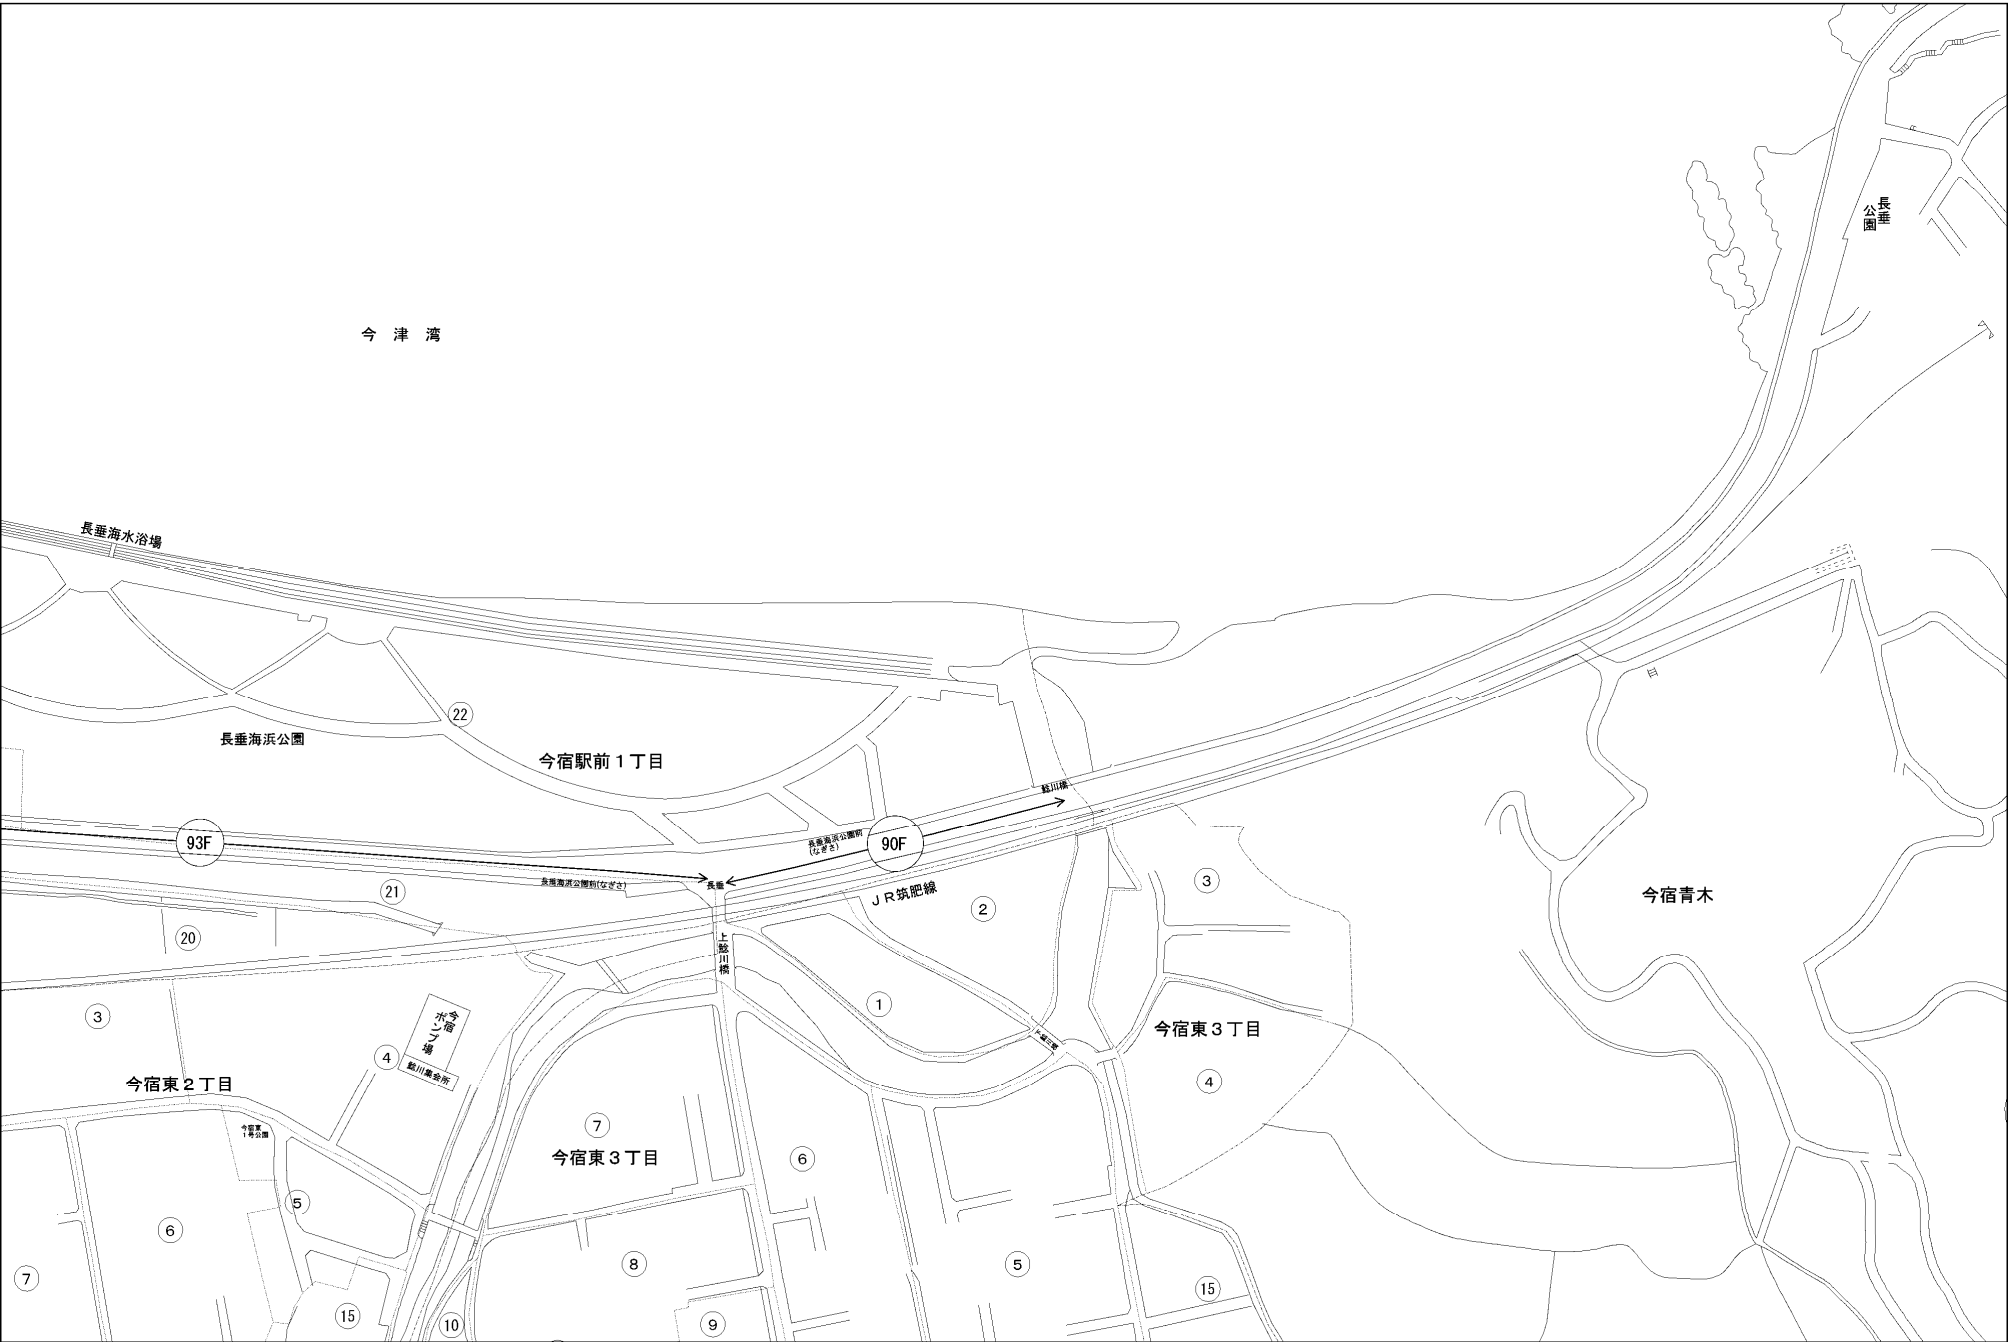 長垂
公園
今津湾
長垂海水浴場
22
長垂海浜公園
今宿駅前1丁目
鯰川橋
93F
長垂海浜公園前
(なぎさ)
90F
長垂海浜公園前(なぎさ)
長垂
21
JR筑肥線
3
2
今宿青木
20
上鯰川橋
1
3
今宿
ポンプ場
今宿東3丁目
4
鯰川集会所
4
今宿東2丁目
今宿東
1号公園
7
今宿東3丁目
6
5
6
7
8
5
15
15
10
9